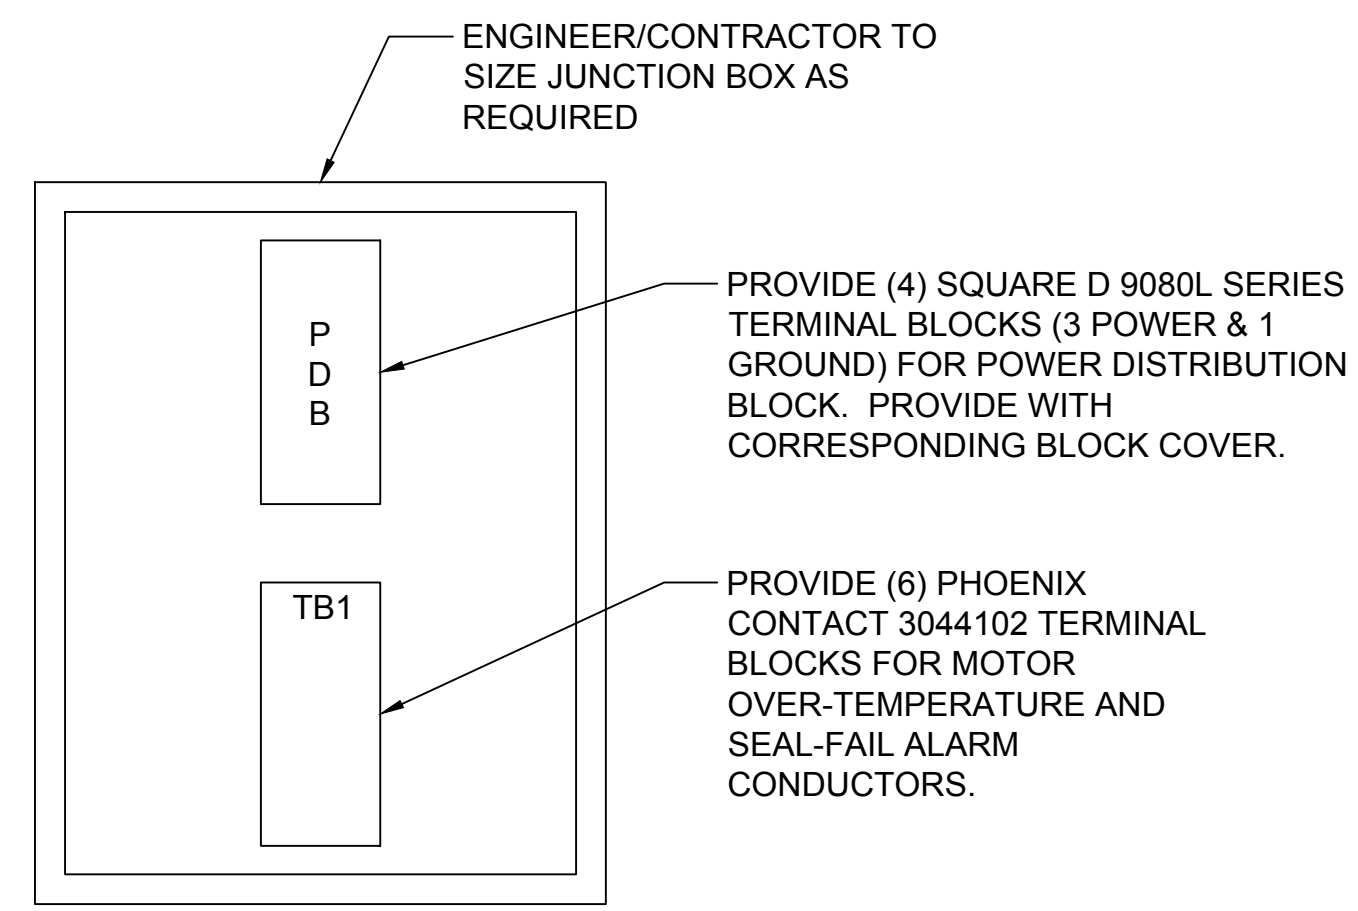 ENGINEER/CONTRACTOR TO
SIZE JUNCTION BOX AS
REQUIRED
PROVIDE (4) SQUARE D 9080L SERIES
TERMINAL BLOCKS (3 POWER & 1
GROUND) FOR POWER DISTRIBUTION
BLOCK. PROVIDE WITH
CORRESPONDING BLOCK COVER.
P
D
B
PROVIDE (6) PHOENIX
CONTACT 3044102 TERMINAL
BLOCKS FOR MOTOR
OVER-TEMPERATURE AND
SEAL-FAIL ALARM
CONDUCTORS.
TB1